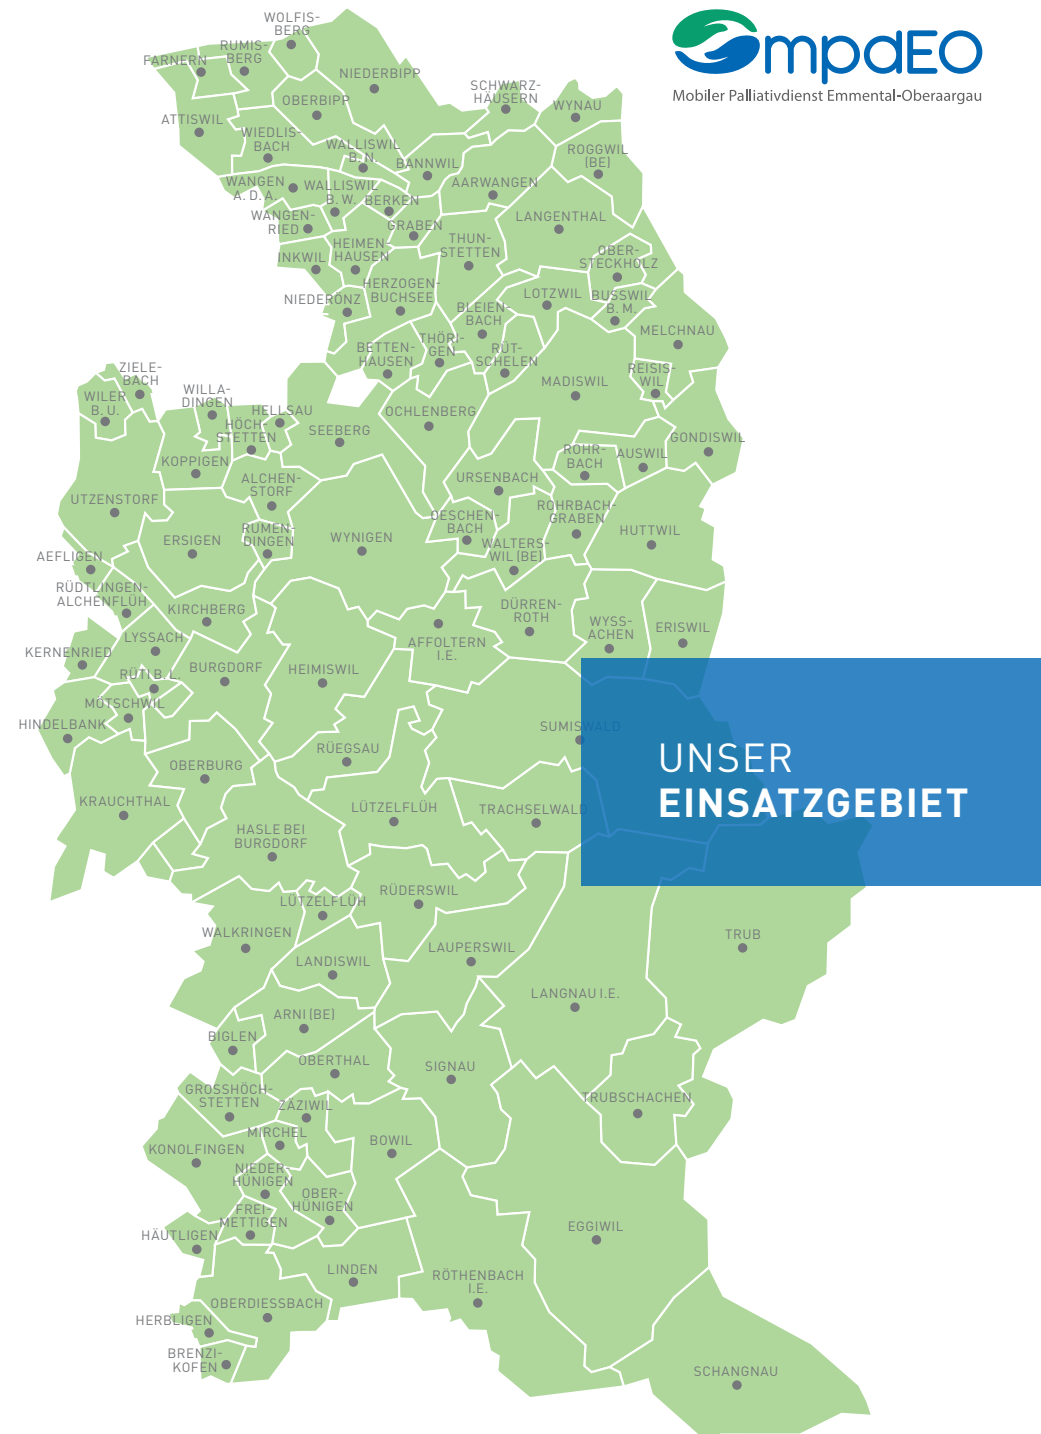 mpdEO
Mobiler Palliativdienst Emmental-Oberaargau
WOLFIS-
BERG
RUMIS-
BERG
FARNERN
NIEDERBIPP
SCHWARZ-
HÄUSERN
OBERBIPP
WYNAU
ATTISWIL
WIEDLIS-
BACH
WALLISWIL
B. N.
BANNWIL
ROGGWIL
(BE)
WANGEN
A. D. A.
WALLISWIL
B. W.
BERKEN
AARWANGEN
WANGEN-
RIED
GRABEN
LANGENTHAL
INKWIL
HEIMEN-
HAUSEN
THUN-
STETTEN
OBER-
STECKHOLZ
NIEDERÖNZ
HERZOGEN-
BUCHSEE
LOTZWIL
BUSSWIL
B. M.
BLEIEN-
BACH
MELCHNAU
BETTEN-
HAUSEN
THÖRI-
GEN
RÜT-
SCHELEN
MADISWIL
REISIS-
WIL
ZIELE-
BACH
WILER
B. U.
WILLA-
DINGEN
HELLSAU
HÖCH-
STETTEN
SEEBERG
OCHLENBERG
GONDISWIL
KOPPIGEN
ROHR-
BACH
AUSWIL
ALCHEN-
STORF
URSENBACH
UTZENSTORF
OESCHEN-
BACH
ROHRBACH-
GRABEN
HUTTWIL
ERSIGEN
RUMEN-
DINGEN
WYNIGEN
WALTERS-
WIL (BE)
AEFLIGEN
RÜDTLINGEN-
ALCHENFLÜH
KIRCHBERG
DÜRREN-
ROTH
WYSS-
ACHEN
ERISWIL
KERNENRIED
LYSSACH
AFFOLTERN
I.E.
RÜTI B. L.
BURGDORF
HEIMISWIL
MÖTSCHWIL
HINDELBANK
SUMISWALD
OBERBURG
RÜEGSAU
UNSER
EINSATZGEBIET
KRAUCHTHAL
LÜTZELFLÜH
TRACHSELWALD
HASLE BEI
BURGDORF
LÜTZELFLÜH
RÜDERSWIL
WALKRINGEN
LAUPERSWIL
TRUB
LANDISWIL
LANGNAU I.E.
ARNI (BE)
BIGLEN
OBERTHAL
SIGNAU
GROSSHÖCH-
STETTEN
ZÄZIWIL
TRUBSCHACHEN
MIRCHEL
BOWIL
KONOLFINGEN
NIEDER-
HÜNIGEN
OBER-
HÜNIGEN
FREI-
METTIGEN
HÄUTLIGEN
EGGIWIL
LINDEN
RÖTHENBACH
I.E.
OBERDIESSBACH
HERBLIGEN
BRENZI-
KOFEN
SCHANGNAU